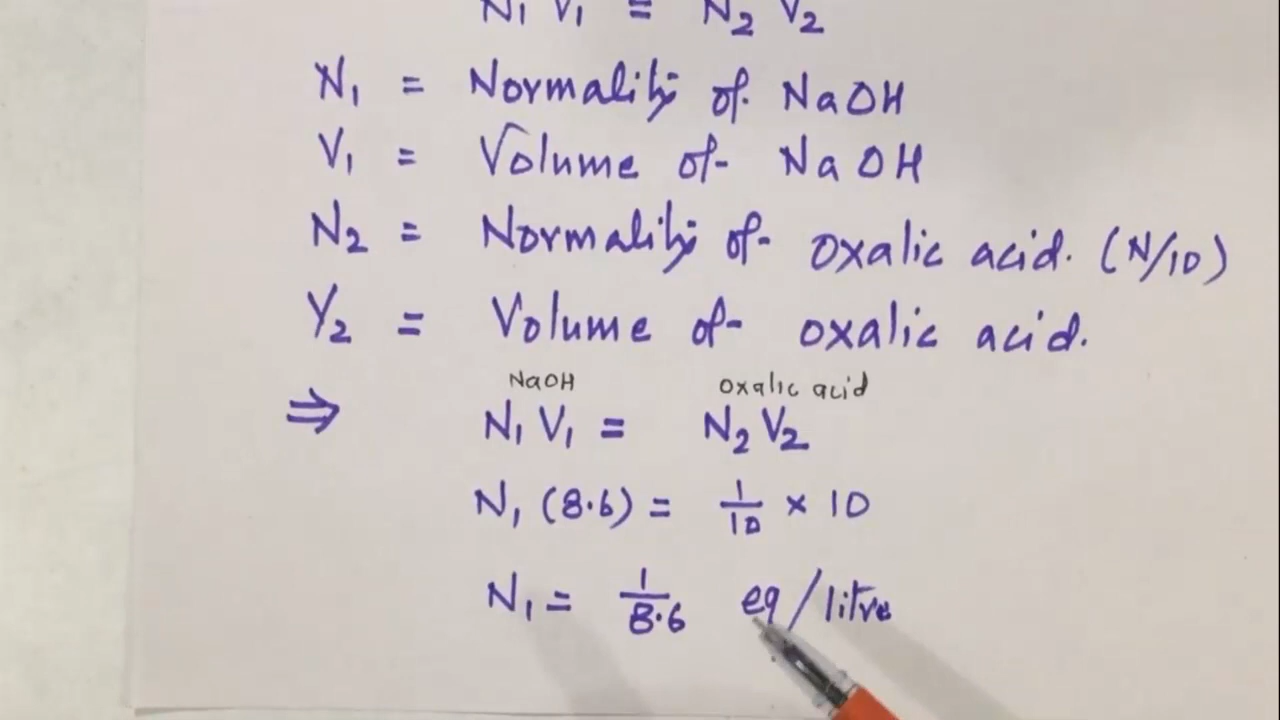 N₁ V₁ = N₂ V₂
N₁ = Normality of NaOH
V₁ = Volume of NaOH
N₂ = Normality of oxalic acid. (N/10)
V₂ = Volume of oxalic acid.
NaOH oxalic acid
⇒ N₁ V₁ = N₂ V₂
N₁ (8.6) = 1/10 × 10
N₁ = 1/8.6 eq/litre